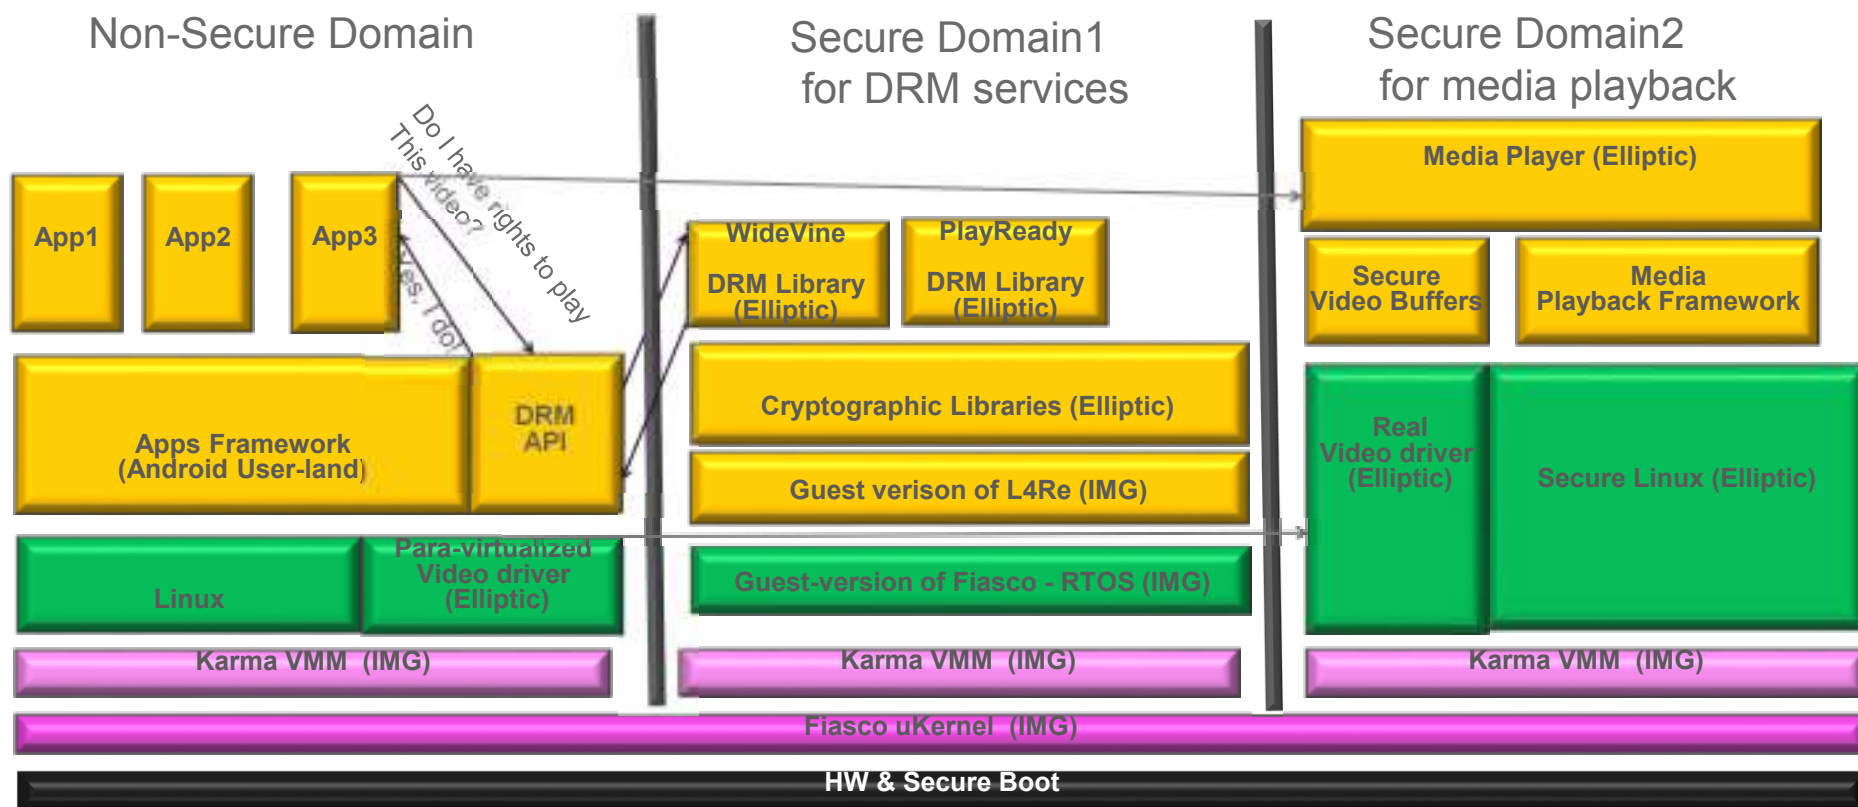 Non-Secure Domain
Secure Domain1
for DRM services
Secure Domain2
for media playback
Do I have rights to play
This video?
Yes, I do!
App1
App2
App3
Apps Framework
(Android User-land)
DRM
API
Linux
Para-virtualized
Video driver
(Elliptic)
Karma VMM (IMG)
WideVine
DRM Library
(Elliptic)
PlayReady
DRM Library
(Elliptic)
Cryptographic Libraries (Elliptic)
Guest verison of L4Re (IMG)
Guest-version of Fiasco - RTOS (IMG)
Karma VMM (IMG)
Media Player (Elliptic)
Secure
Video Buffers
Media
Playback Framework
Real
Video driver
(Elliptic)
Secure Linux (Elliptic)
Karma VMM (IMG)
Fiasco uKernel (IMG)
HW & Secure Boot